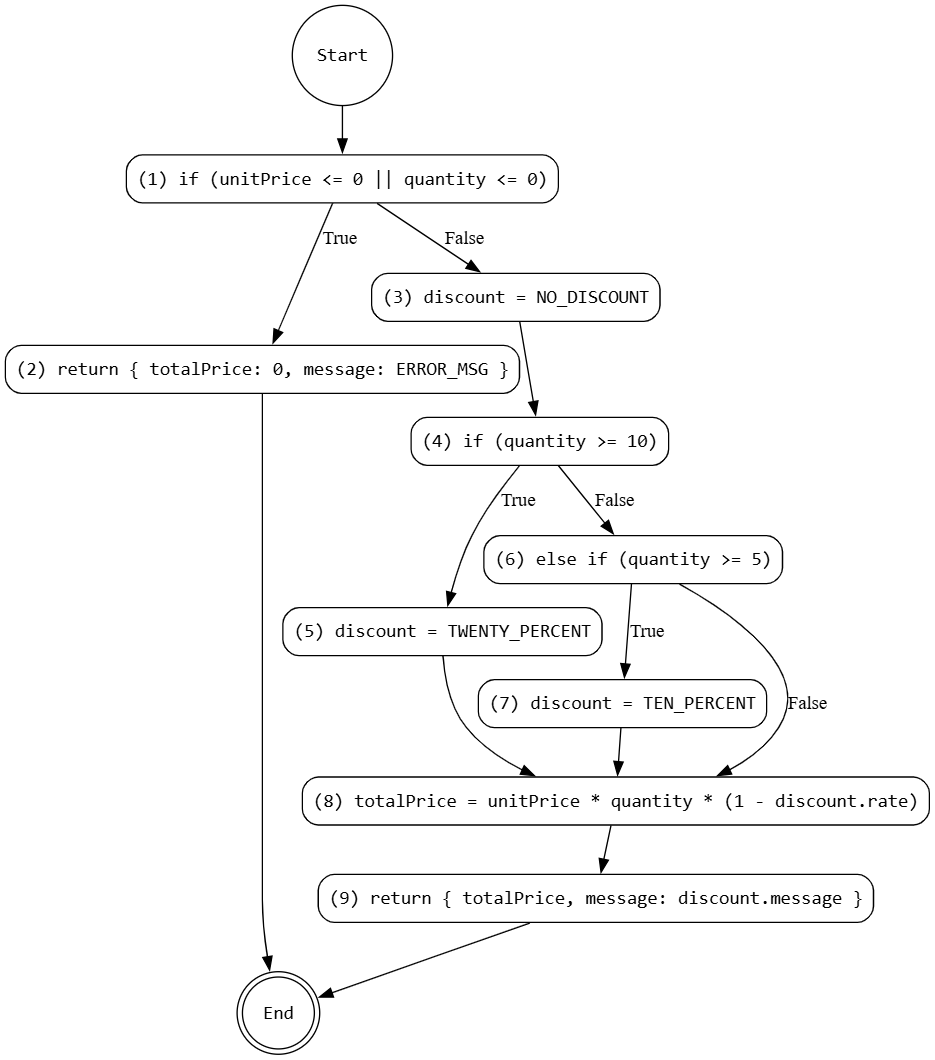 Start
(1) if (unitPrice <= 0 || quantity <= 0)
True
False
(3) discount = NO_DISCOUNT
(2) return { totalPrice: 0, message: ERROR_MSG }
(4) if (quantity >= 10)
True
False
(6) else if (quantity >= 5)
(5) discount = TWENTY_PERCENT
True
(7) discount = TEN_PERCENT
False
(8) totalPrice = unitPrice * quantity * (1 - discount.rate)
(9) return { totalPrice, message: discount.message }
End